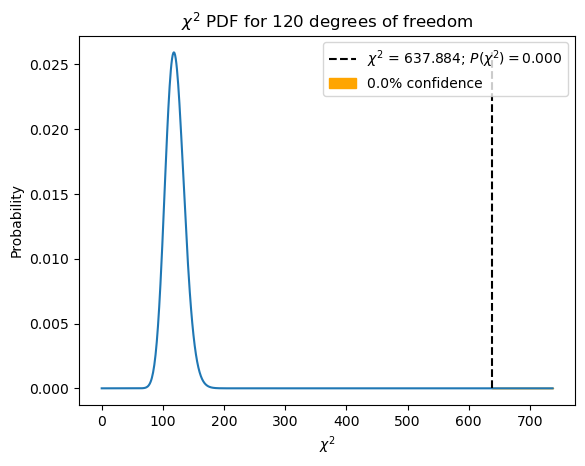 χ² PDF for 120 degrees of freedom
χ² = 637.884; P(χ²) = 0.000
0.0% confidence
Probability
0.025
0.020
0.015
0.010
0.005
0.000
0 100 200 300 400 500 600 700
χ²